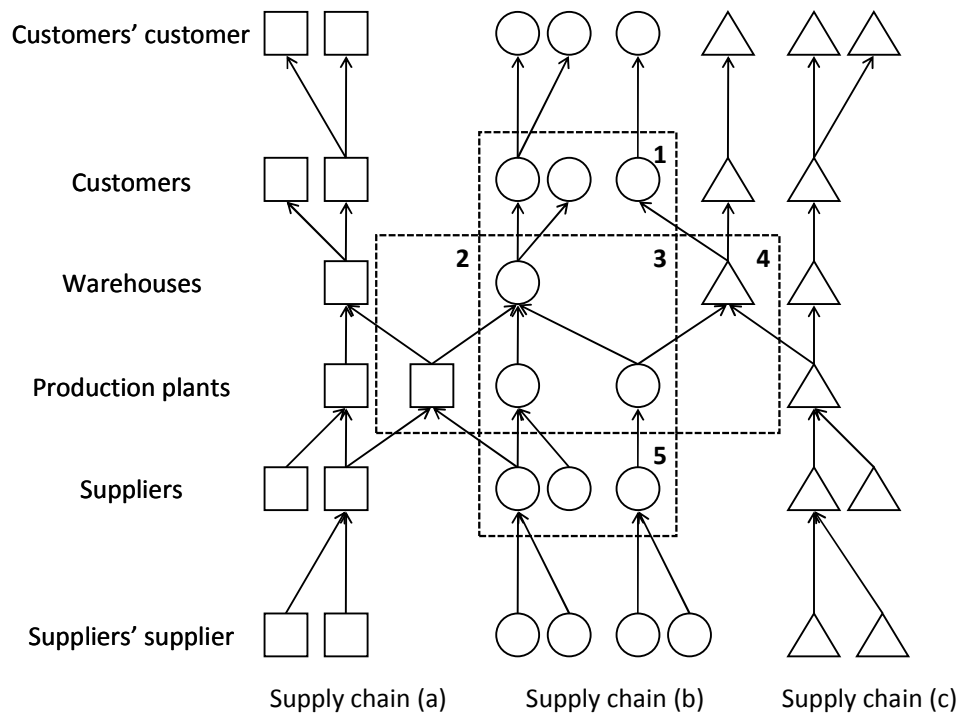 Customers’ customer
1
Customers
2 3 4
Warehouses
Production plants
5
Suppliers
Suppliers’ supplier
Supply chain (a) Supply chain (b) Supply chain (c)